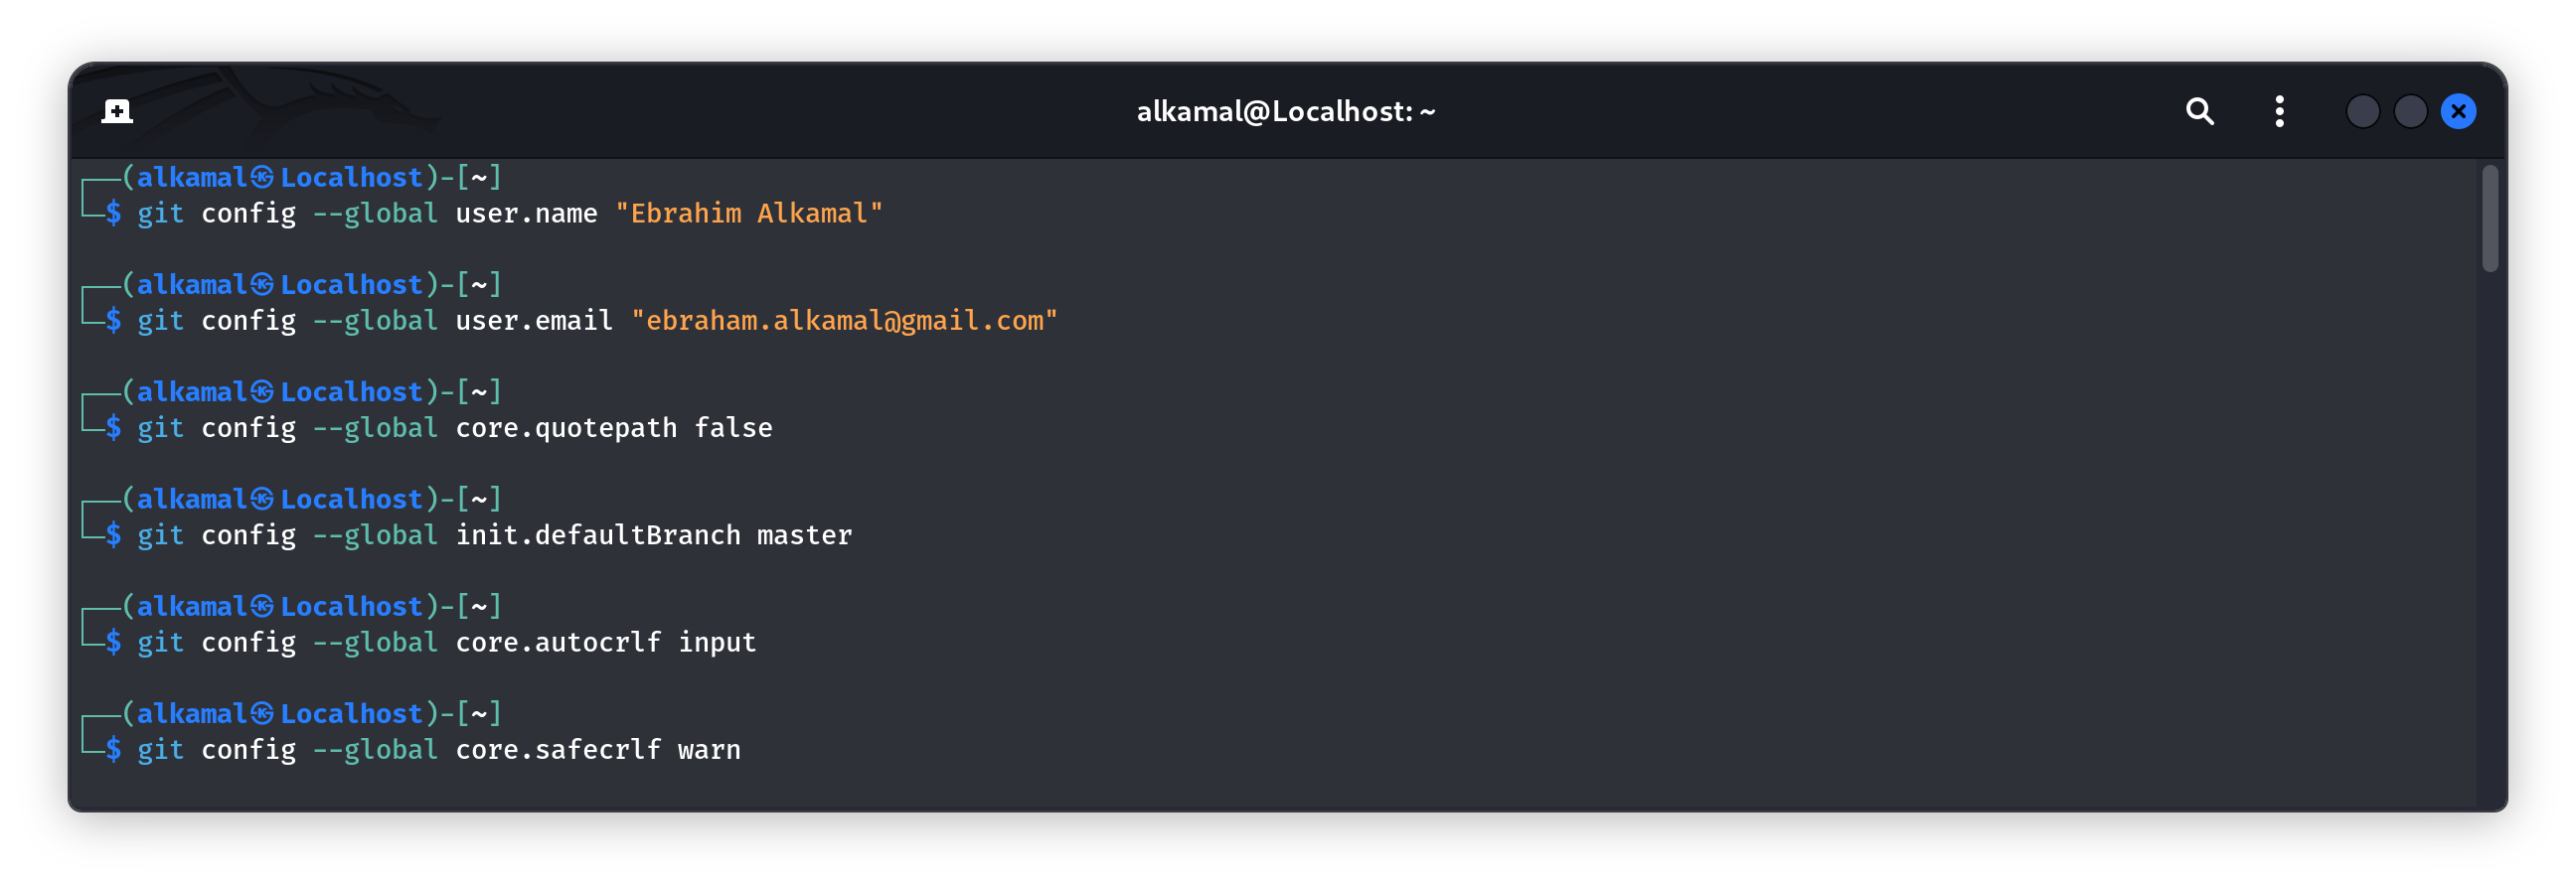 alkamal@Localhost: ~
┌──(alkamal㉿Localhost)-[~]
└─$ git config --global user.name "Ebrahim Alkamal"
┌──(alkamal㉿Localhost)-[~]
└─$ git config --global user.email "ebraham.alkamal@gmail.com"
┌──(alkamal㉿Localhost)-[~]
└─$ git config --global core.quotepath false
┌──(alkamal㉿Localhost)-[~]
└─$ git config --global init.defaultBranch master
┌──(alkamal㉿Localhost)-[~]
└─$ git config --global core.autocrlf input
┌──(alkamal㉿Localhost)-[~]
└─$ git config --global core.safecrlf warn